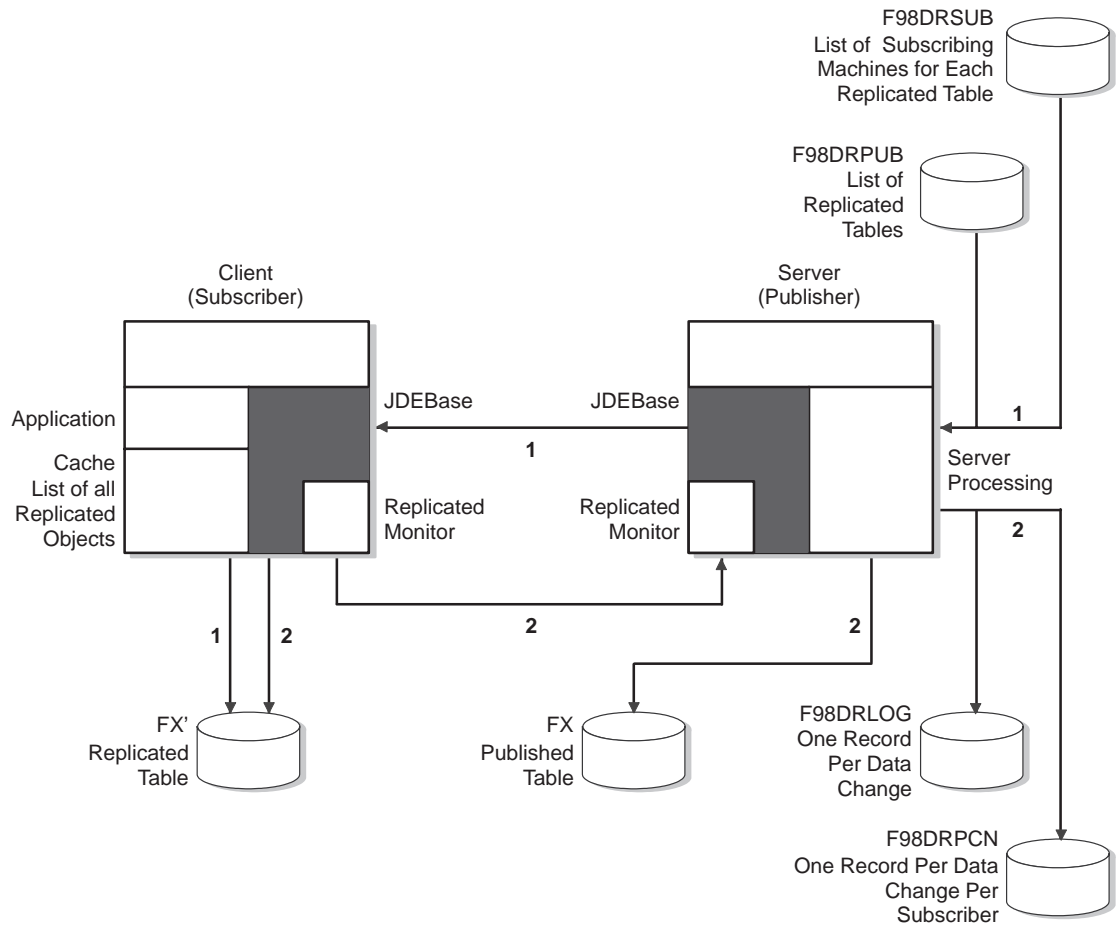 F98DRSUB
List of Subscribing
Machines for Each
Replicated Table
F98DRPUB
List of
Replicated
Tables
Client
(Subscriber)
Server
(Publisher)
Application
Cache
List of all
Replicated
Objects
JDEBase
JDEBase
1
1
Replicated
Monitor
Replicated
Monitor
Server
Processing
2
1
2
2
2
FX'
Replicated
Table
FX
Published
Table
F98DRLOG
One Record
Per Data
Change
F98DRPCN
One Record Per Data
Change Per
Subscriber